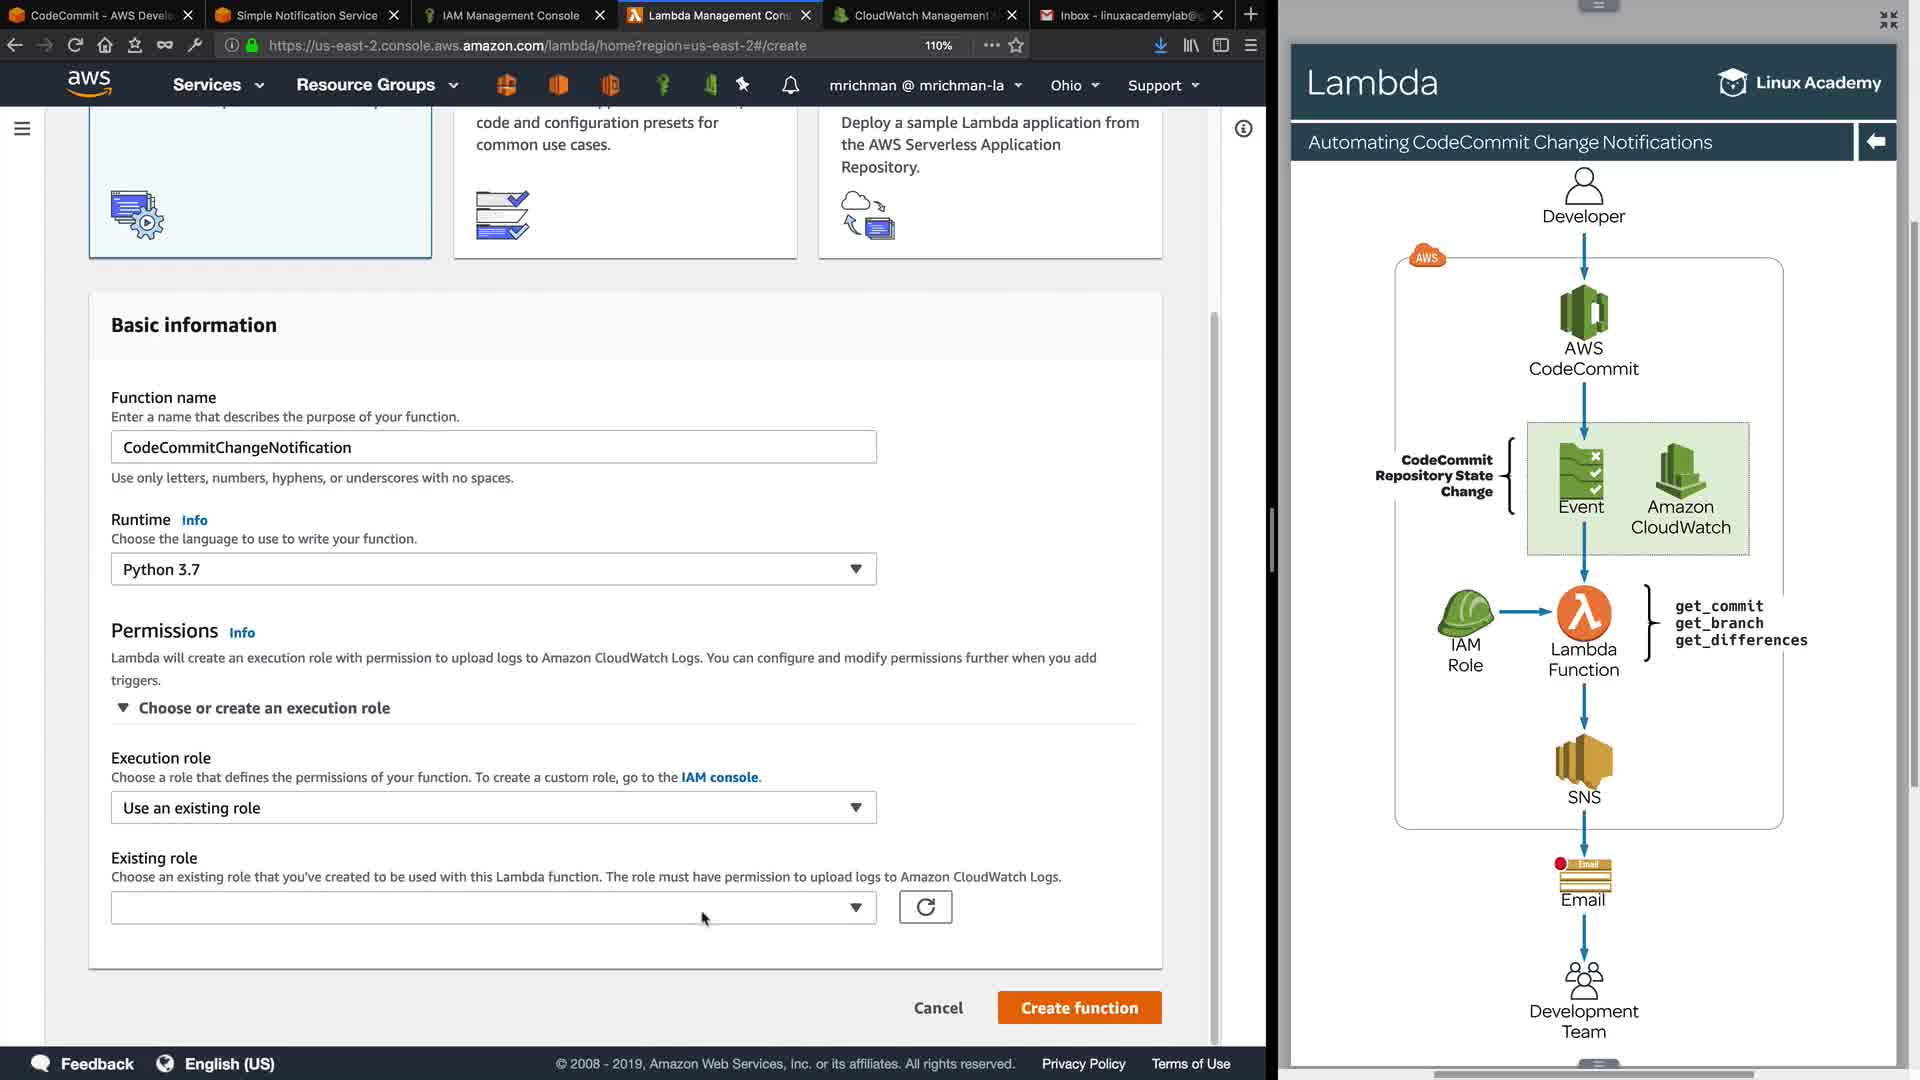 CodeCommit - AWS Devel
Simple Notification Service
IAM Management Console
Lambda Management Cons
CloudWatch Management
Inbox - linuxacademylab@g
https://us-east-2.console.aws.amazon.com/lambda/home?region=us-east-2#/create
110%
aws
Services
Resource Groups
mrichman @ mrichman-la
Ohio
Support
code and configuration presets for
common use cases.
Deploy a sample Lambda application from
the AWS Serverless Application
Repository.
Basic information
Function name
Enter a name that describes the purpose of your function.
CodeCommitChangeNotification
Use only letters, numbers, hyphens, or underscores with no spaces.
Runtime Info
Choose the language to use to write your function.
Python 3.7
Permissions Info
Lambda will create an execution role with permission to upload logs to Amazon CloudWatch Logs. You can configure and modify permissions further when you add
triggers.
Choose or create an execution role
Execution role
Choose a role that defines the permissions of your function. To create a custom role, go to the IAM console.
Use an existing role
Existing role
Choose an existing role that you've created to be used with this Lambda function. The role must have permission to upload logs to Amazon CloudWatch Logs.
Cancel
Create function
Feedback
English (US)
© 2008 - 2019, Amazon Web Services, Inc. or its affiliates. All rights reserved.
Privacy Policy
Terms of Use
Lambda
Linux Academy
Automating CodeCommit Change Notifications
Developer
AWS
AWS
CodeCommit
CodeCommit
Repository State
Change
Event
Amazon
CloudWatch
IAM
Role
Lambda
Function
get_commit
get_branch
get_differences
SNS
Email
Email
Development
Team